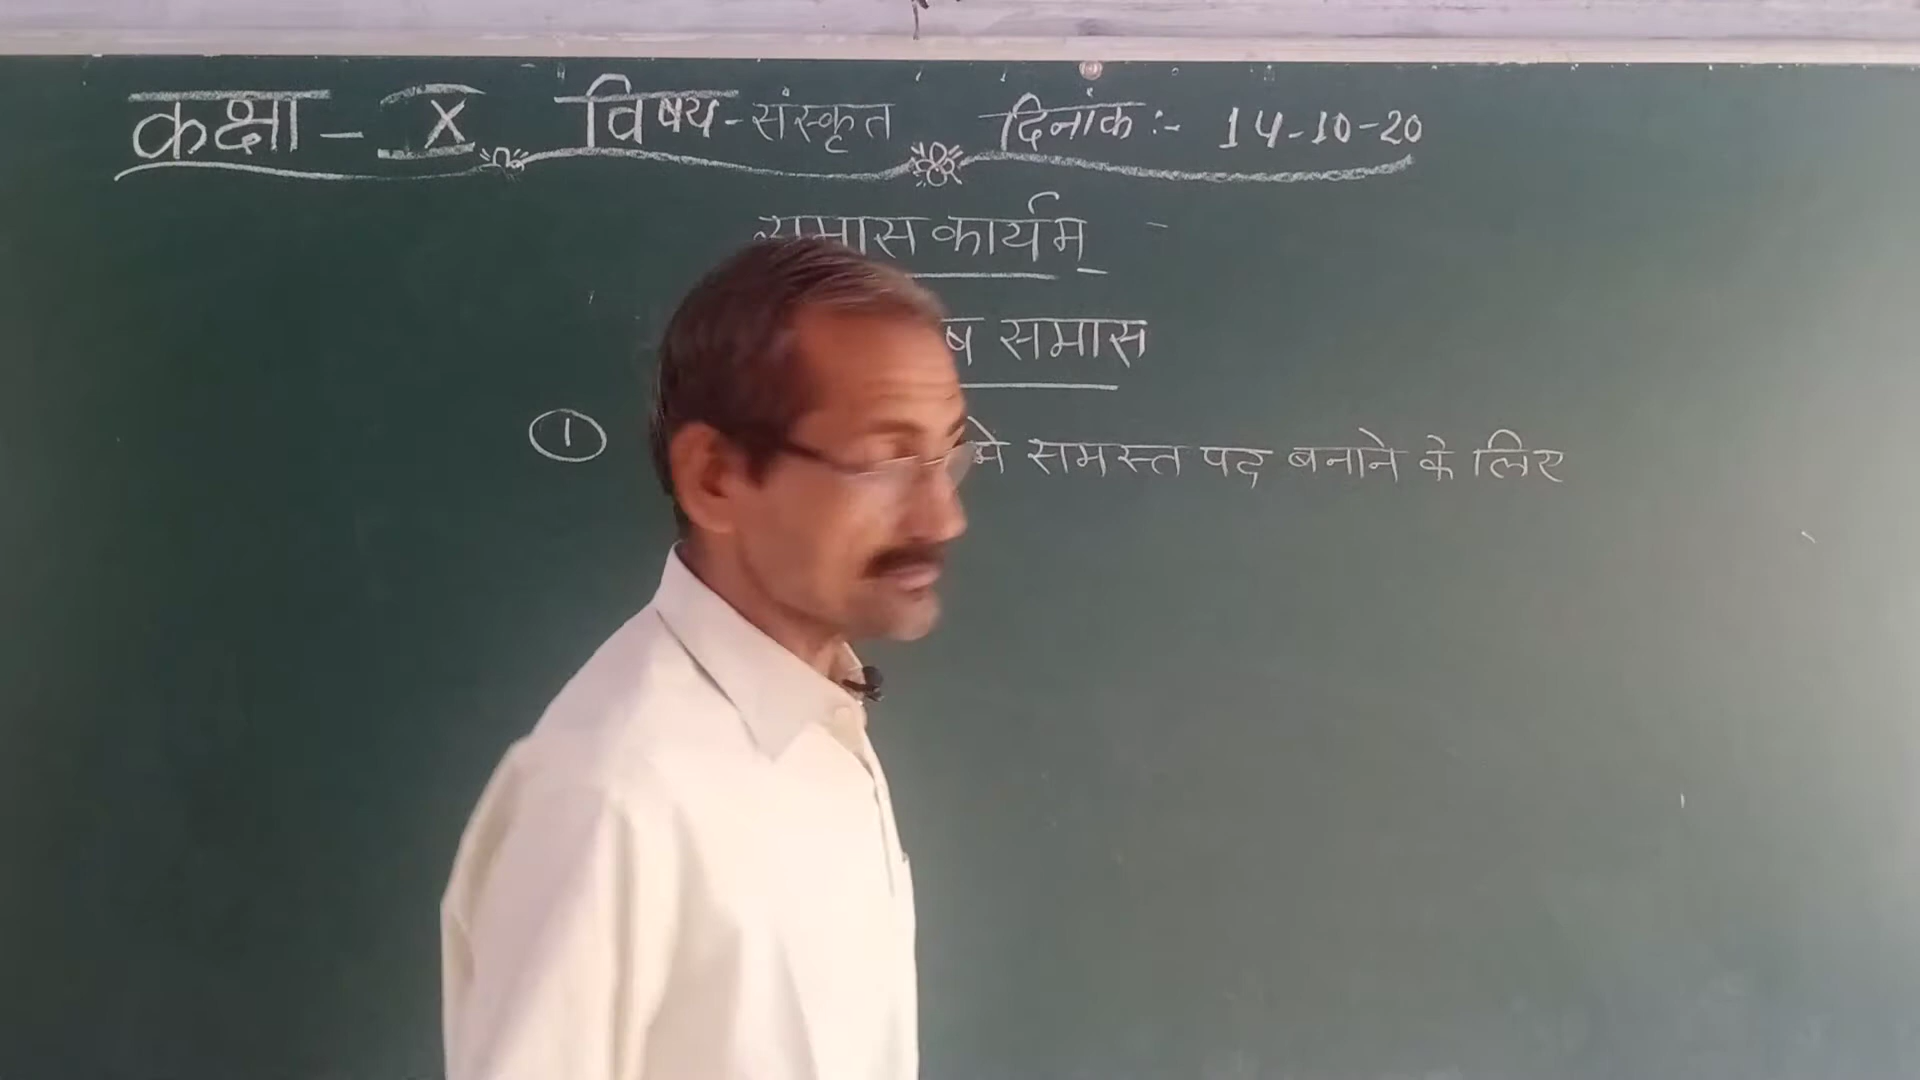 कक्षा - X विषय - संस्कृत दिनांक :- 14-10-20
समास कार्यम्
समास
① मे समस्त पद बनाने के लिए